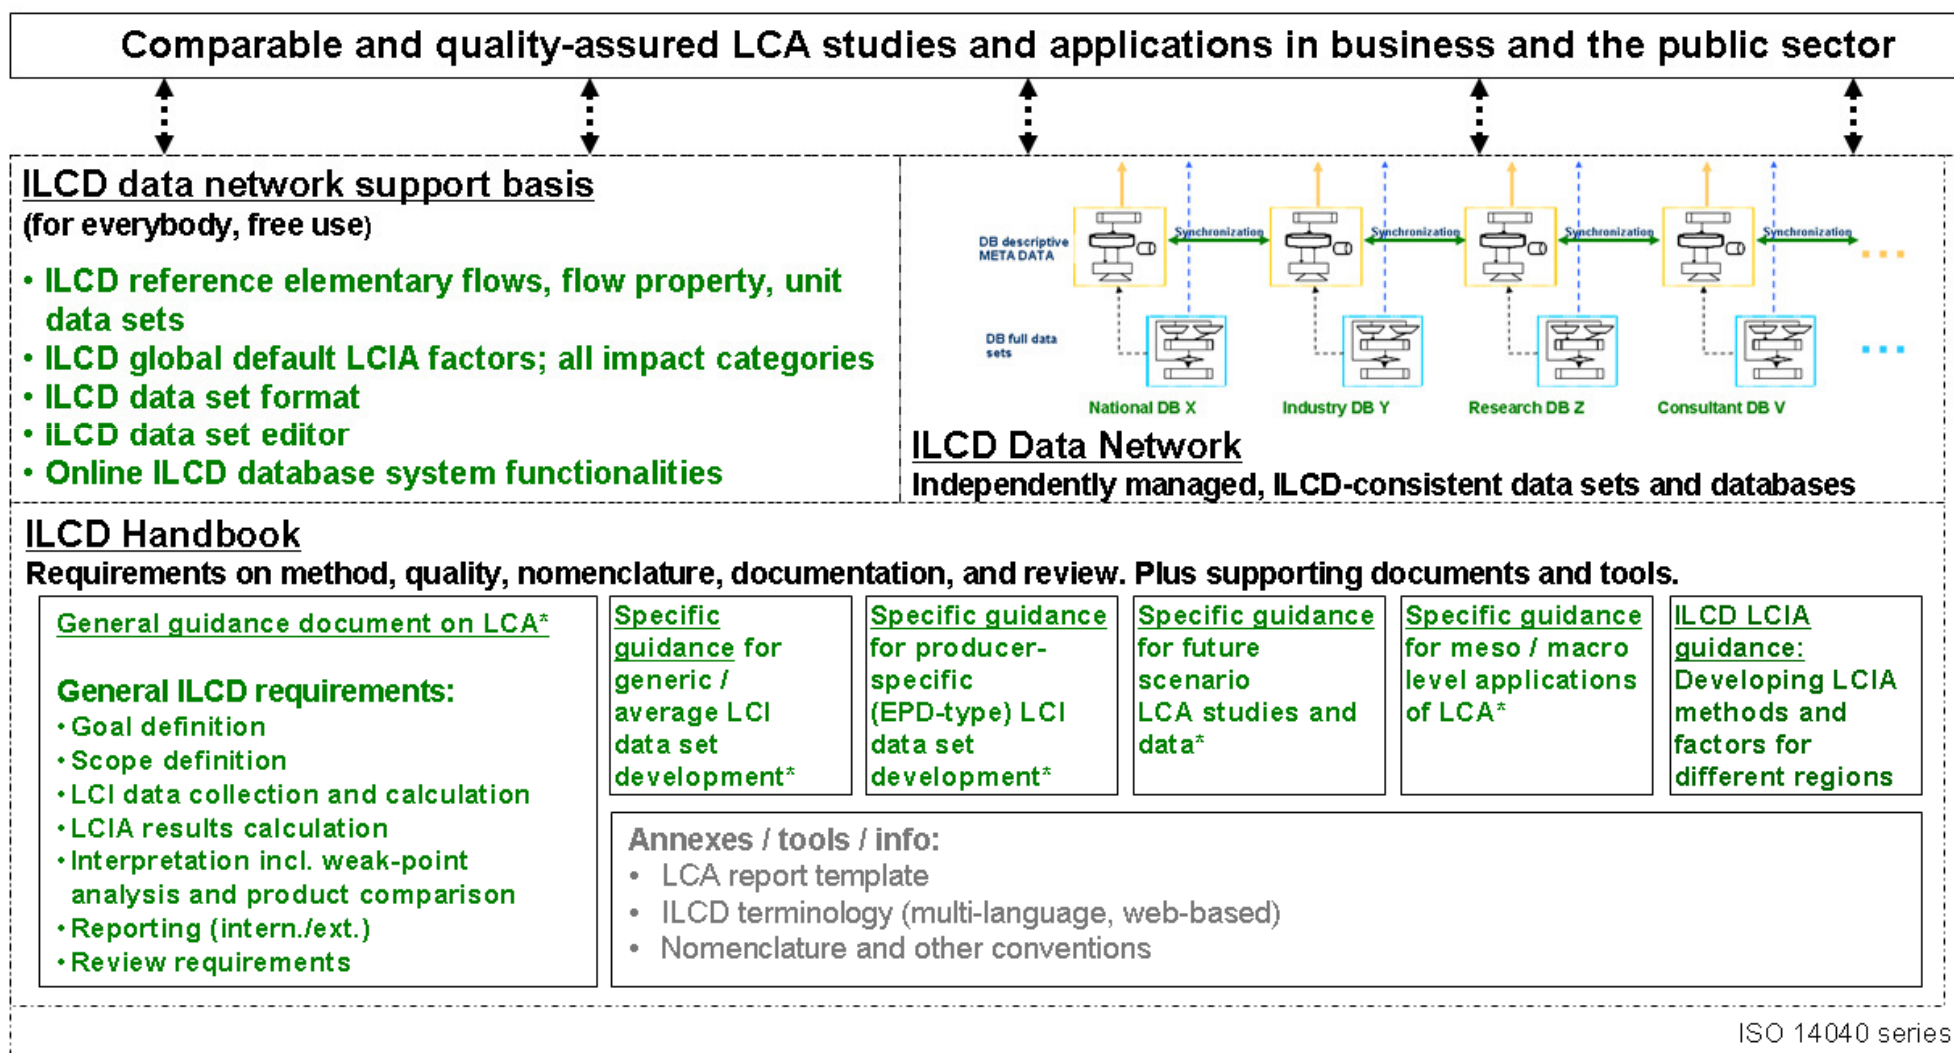 Comparable and quality-assured LCA studies and applications in business and the public sector
ILCD data network support basis
(for everybody, free use)
• ILCD reference elementary flows, flow property, unit
data sets
• ILCD global default LCIA factors; all impact categories
• ILCD data set format
• iLCD data set editor
• Online ILCD database system functionalities
DB descriptive
META DATA
Synchronization
Synchronization
Synchronization
Synchronization
DB full data
sets
National DB X
Industry DB Y
Research DB Z
Consultant DB V
ILCD Data Network
Independently managed, ILCD-consistent data sets and databases
ILCD Handbook
Requirements on method, quality, nomenclature, documentation, and review. Plus supporting documents and tools.
General guidance document on LCA*
General ILCD requirements:
• Goal definition
• Scope definition
• LCI data collection and calculation
• LCIA results calculation
• Interpretation incl. weak-point
analysis and product comparison
• Reporting (intern./ext.)
• Review requirements
Specific
guidance for
generic /
average LCI
data set
development*
Specific guidance
for producer-
specific
(EPD-type) LCI
data set
development*
Specific guidance
for future
scenario
LCA studies and
data*
Specific guidance
for meso / macro
level applications
of LCA*
ILCD LCIA
guidance:
Developing LCIA
methods and
factors for
different regions
Annexes / tools / info:
• LCA report template
• ILCD terminology (multi-language, web-based)
• Nomenclature and other conventions
ISO 14040 series